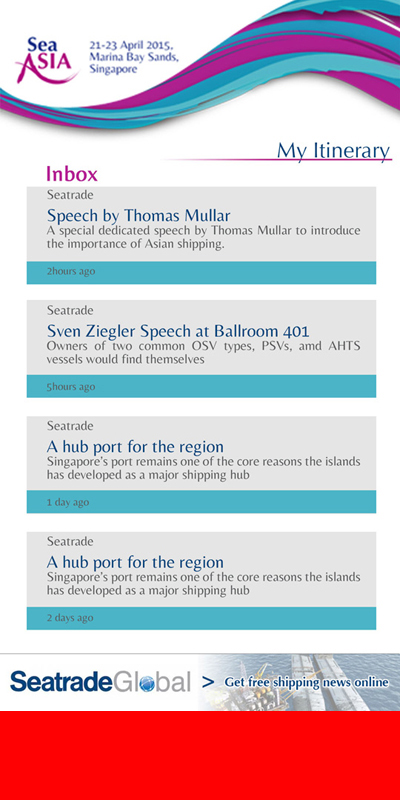 Sea
ASIA
21-23 April 2015,
Marina Bay Sands,
Singapore
My Itinerary
Inbox
Seatrade
Speech by Thomas Mullar
A special dedicated speech by Thomas Mullar to introduce
the importance of Asian shipping.
2hours ago
Seatrade
Sven Ziegler Speech at Ballroom 401
Owners of two common OSV types, PSVs, amd AHTS
vessels would find themselves
5hours ago
Seatrade
A hub port for the region
Singapore's port remains one of the core reasons the islands
has developed as a major shipping hub
1 day ago
Seatrade
A hub port for the region
Singapore's port remains one of the core reasons the islands
has developed as a major shipping hub
2 days ago
SeatradeGlobal > Get free shipping news online